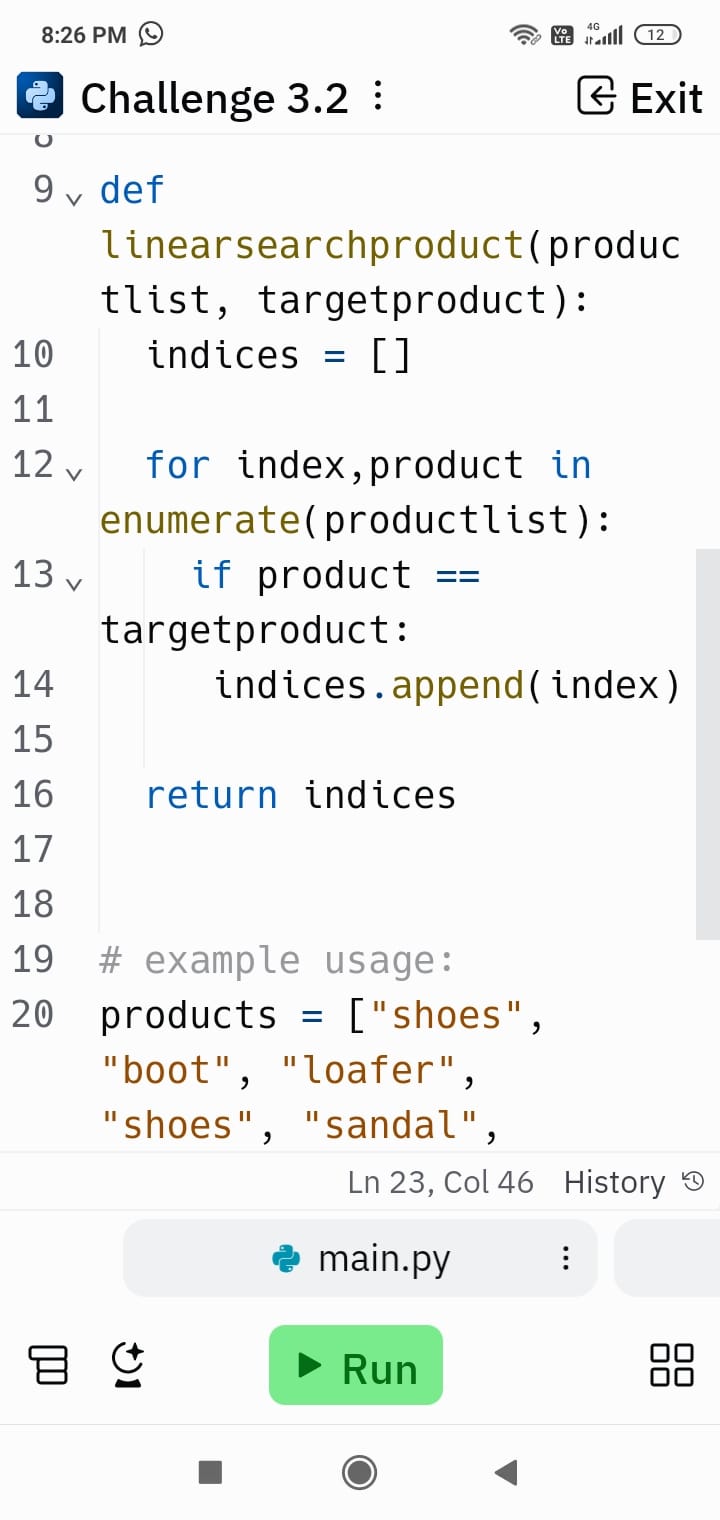 8:26 PM
Vo LTE 4G 12
Challenge 3.2
Exit
8
9 def
linearsearchproduct(produc
tlist, targetproduct):
10 indices = []
11
12 for index,product in
enumerate(productlist):
13 if product ==
targetproduct:
14 indices.append(index)
15
16 return indices
17
18
19 # example usage:
20 products = ["shoes",
"boot", "loafer",
"shoes", "sandal",
Ln 23, Col 46 History
main.py
Run